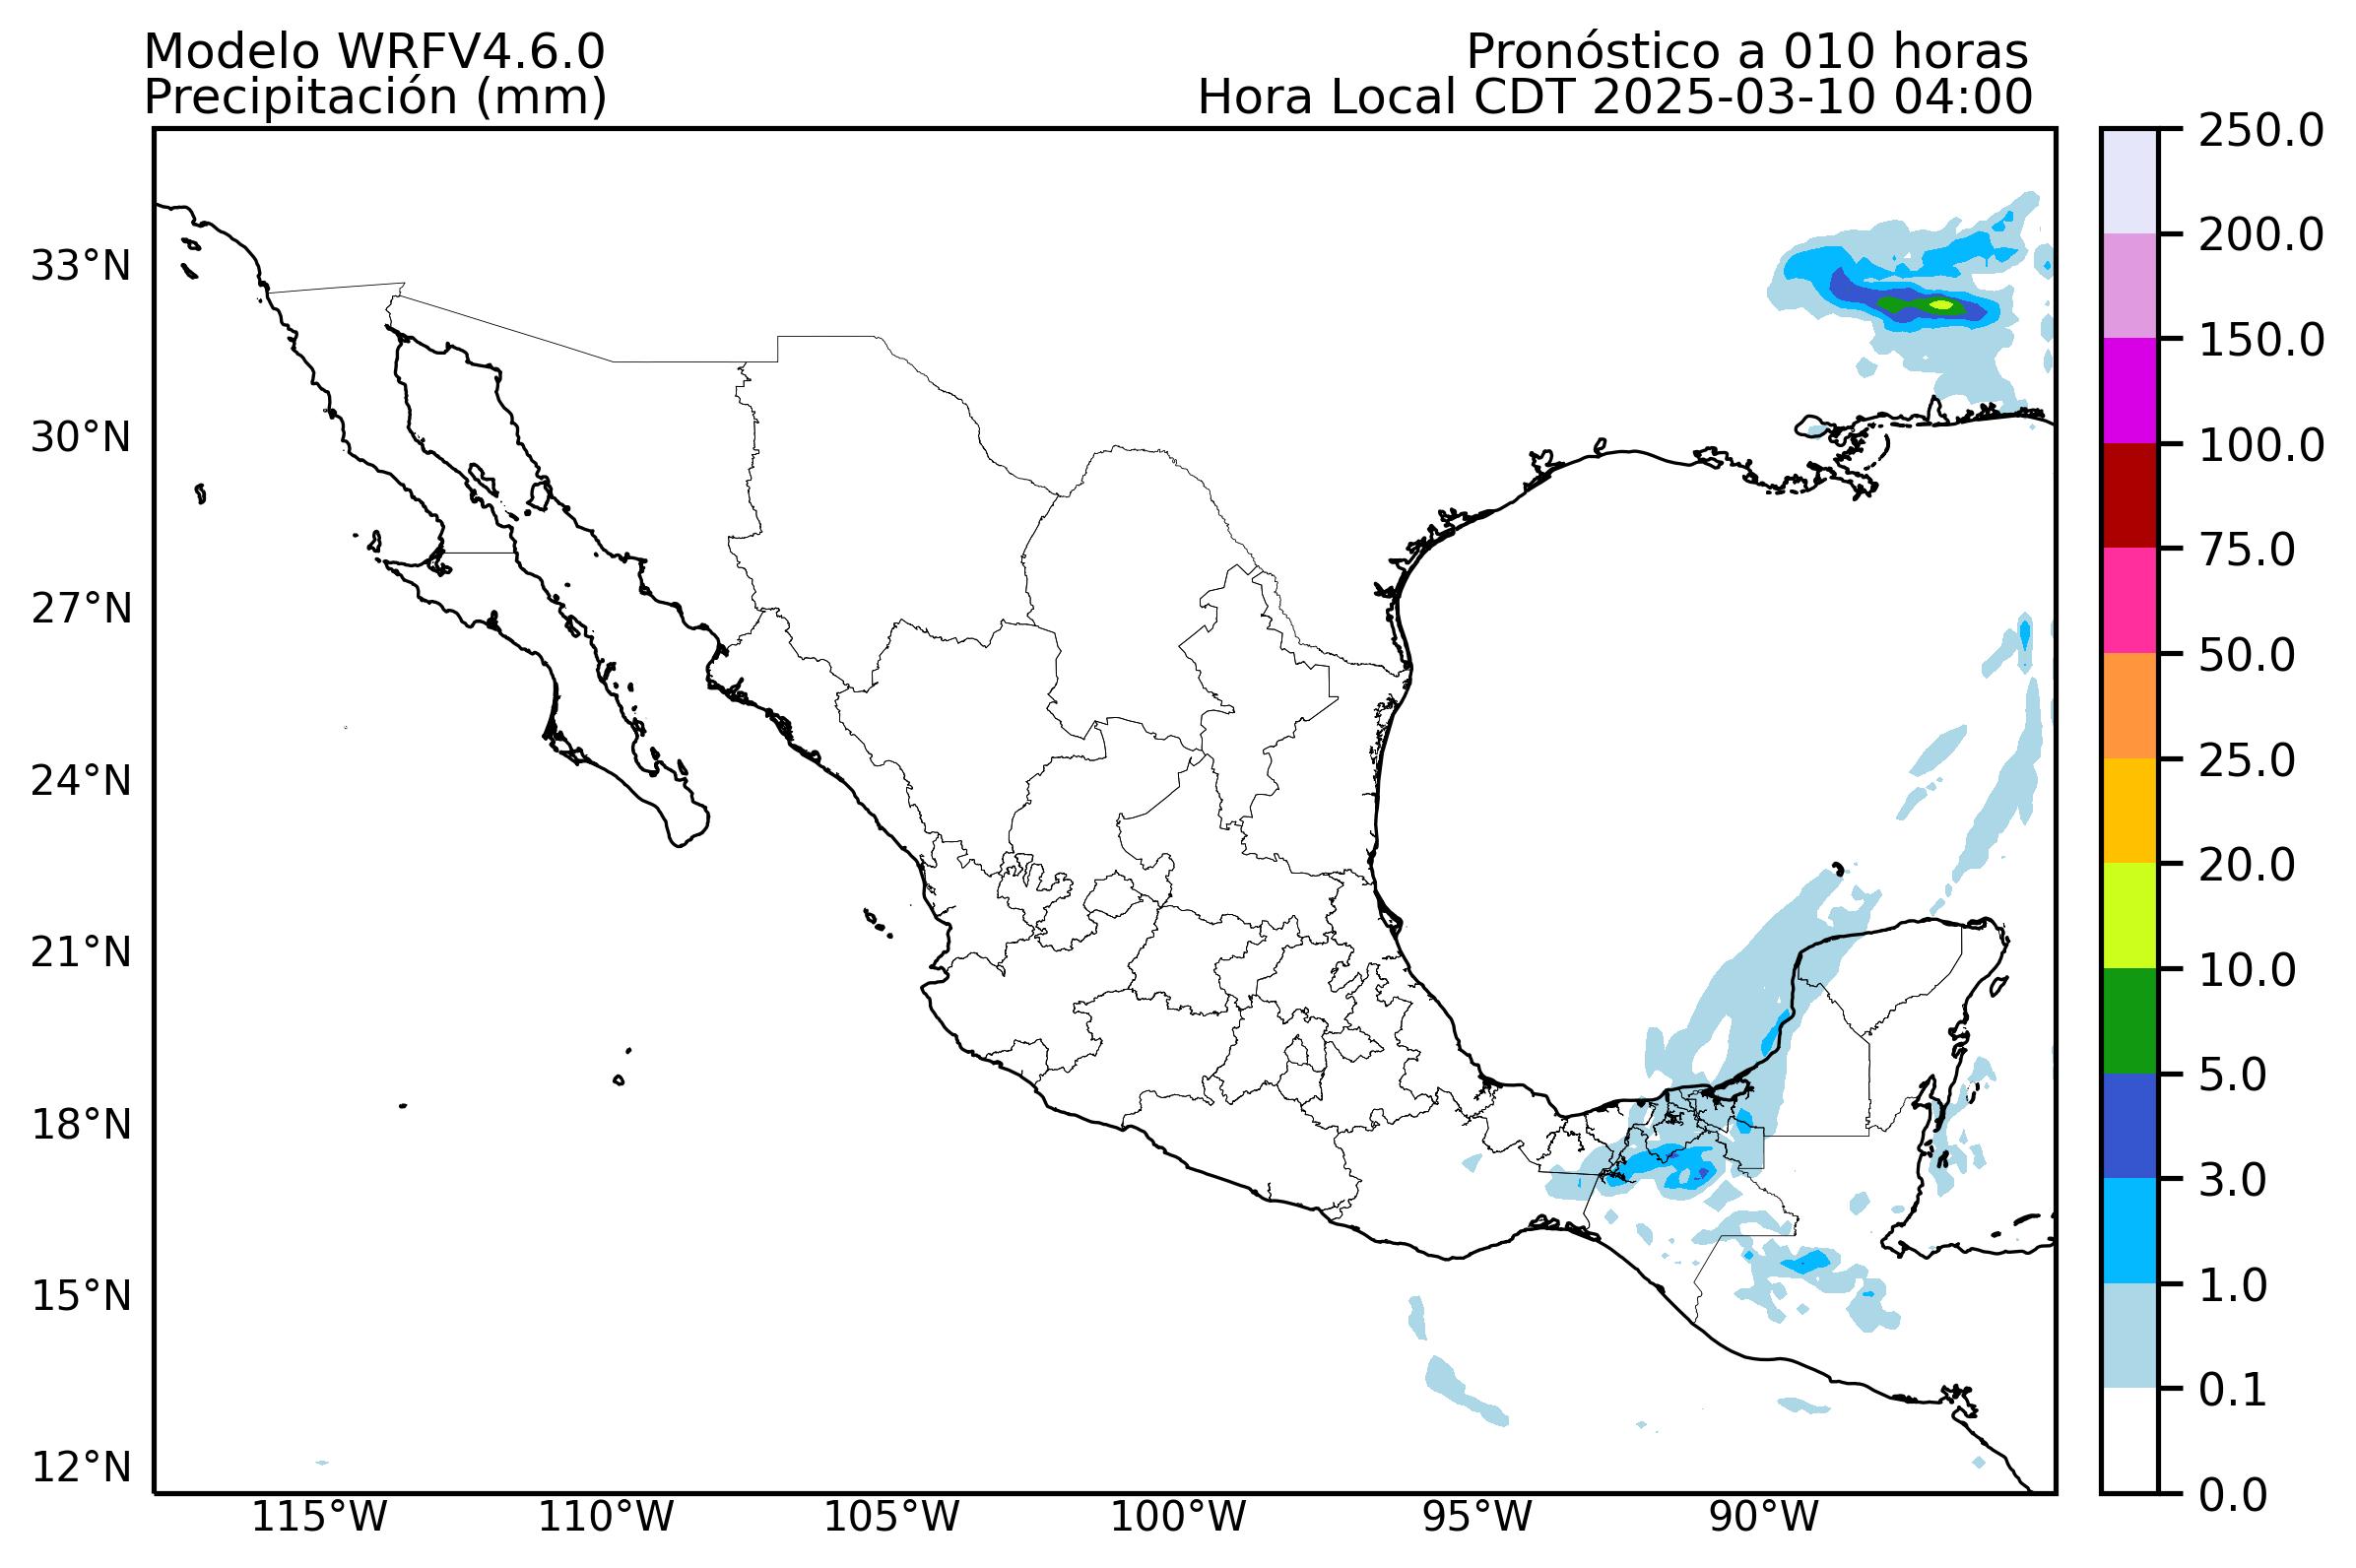 Modelo WRFV4.6.0
Precipitación (mm)
Pronóstico a 010 horas
Hora Local CDT 2025-03-10 04:00
33°N
30°N
27°N
24°N
21°N
18°N
15°N
12°N
115°W
110°W
105°W
100°W
95°W
90°W
250.0
200.0
150.0
100.0
75.0
50.0
25.0
20.0
10.0
5.0
3.0
1.0
0.1
0.0